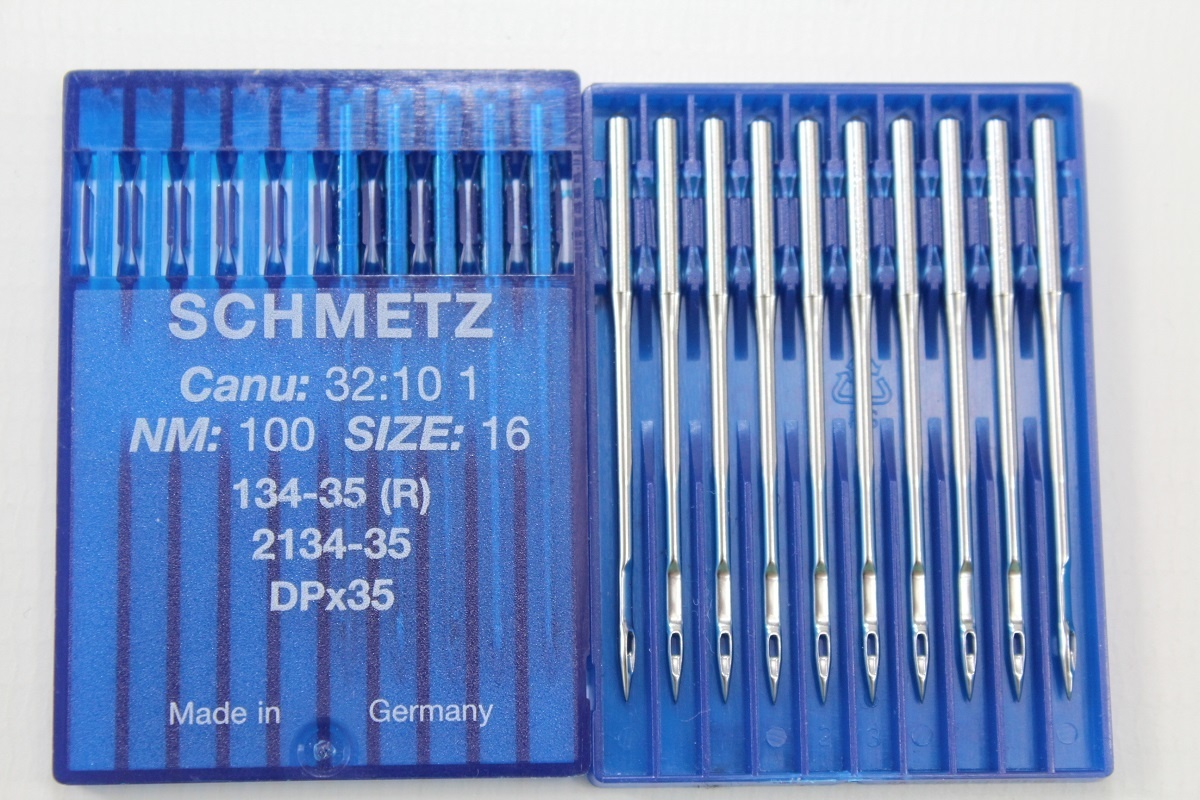 SCHMETZ
Canu: 32:10 1
NM: 100 SIZE: 16
134-35 (R)
2134-35
DPx35
Made in Germany